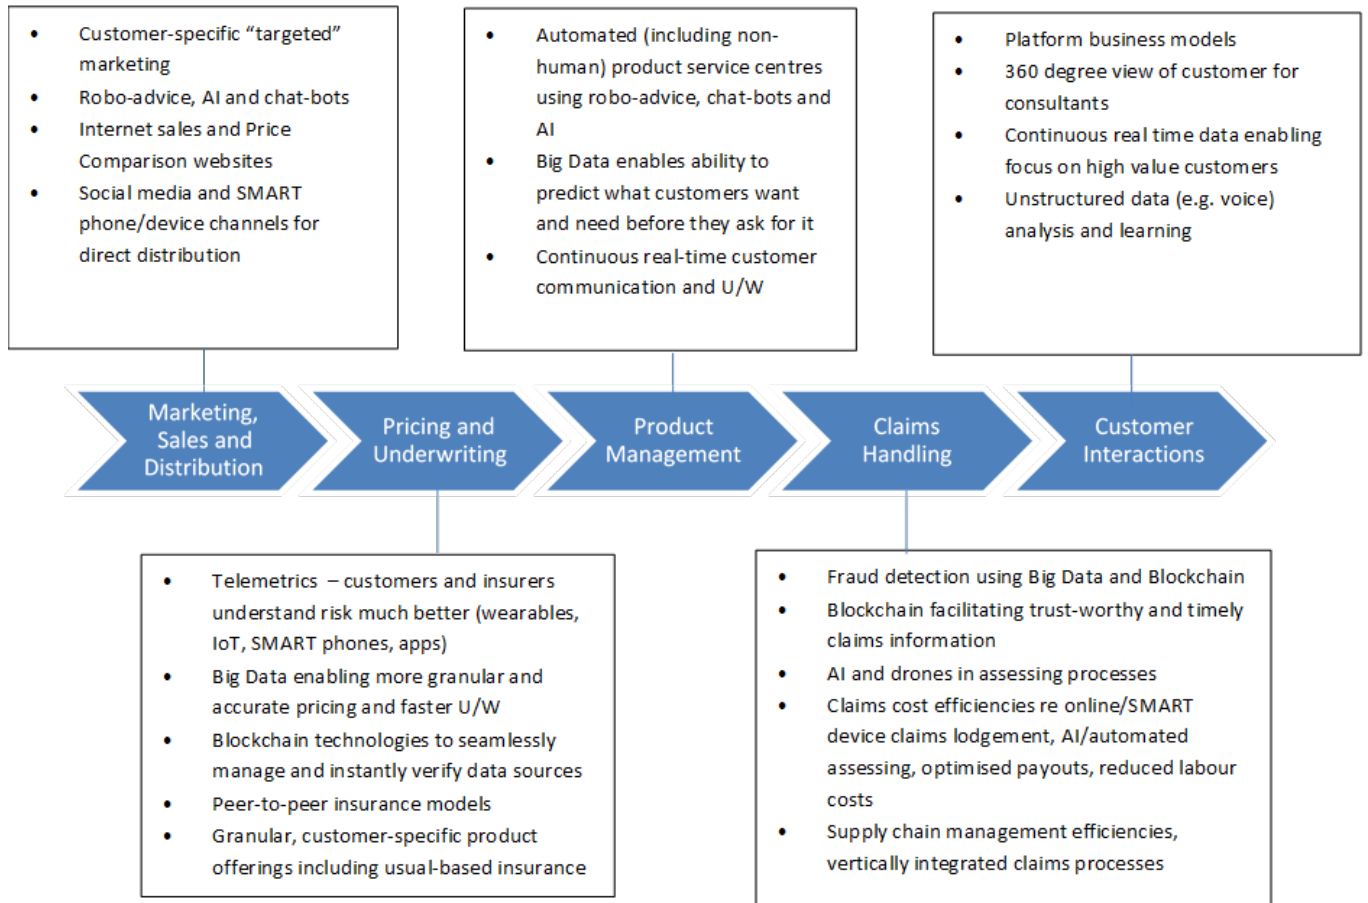 • Customer-specific “targeted”
marketing
• Robo-advice, AI and chat-bots
• Internet sales and Price
Comparison websites
• Social media and SMART
phone/device channels for
direct distribution
• Automated (including non-
human) product service centres
using robo-advice, chat-bots and
AI
• Big Data enables ability to
predict what customers want
and need before they ask for it
• Continuous real-time customer
communication and U/W
• Platform business models
• 360 degree view of customer for
consultants
• Continuous real time data enabling
focus on high value customers
• Unstructured data (e.g. voice)
analysis and learning
Marketing,
Sales and
Distribution
Pricing and
Underwriting
Product
Management
Claims
Handling
Customer
Interactions
• Telemetrics – customers and insurers
understand risk much better (wearables,
IoT, SMART phones, apps)
• Big Data enabling more granular and
accurate pricing and faster U/W
• Blockchain technologies to seamlessly
manage and instantly verify data sources
• Peer-to-peer insurance models
• Granular, customer-specific product
offerings including usual-based insurance
• Fraud detection using Big Data and Blockchain
• Blockchain facilitating trust-worthy and timely
claims information
• AI and drones in assessing processes
• Claims cost efficiencies re online/SMART
device claims lodgement, AI/automated
assessing, optimised payouts, reduced labour
costs
• Supply chain management efficiencies,
vertically integrated claims processes